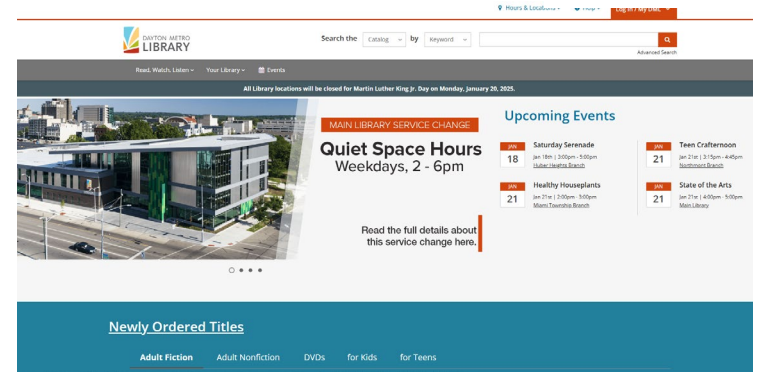 Hours & Locations
Help
Log In / My DML
DAYTON METRO
LIBRARY
Search the Catalog by Keyword
Advanced Search
Read, Watch, Listen
Your Library
Events
All Library locations will be closed for Martin Luther King Jr. Day on Monday, January 20, 2025.
MAIN LIBRARY SERVICE CHANGE
Quiet Space Hours
Weekdays, 2 - 6pm
Read the full details about
this service change here.
Upcoming Events
JAN
18
Saturday Serenade
Jan 18th | 3:00pm - 5:00pm
Huber Heights Branch
JAN
21
Teen Crafternoon
Jan 21st | 3:15pm - 4:45pm
Northmont Branch
JAN
21
Healthy Houseplants
Jan 21st | 2:00pm - 3:00pm
Miami Township Branch
JAN
21
State of the Arts
Jan 21st | 4:00pm - 5:00pm
Main Library
Newly Ordered Titles
Adult Fiction
Adult Nonfiction
DVDs
for Kids
for Teens